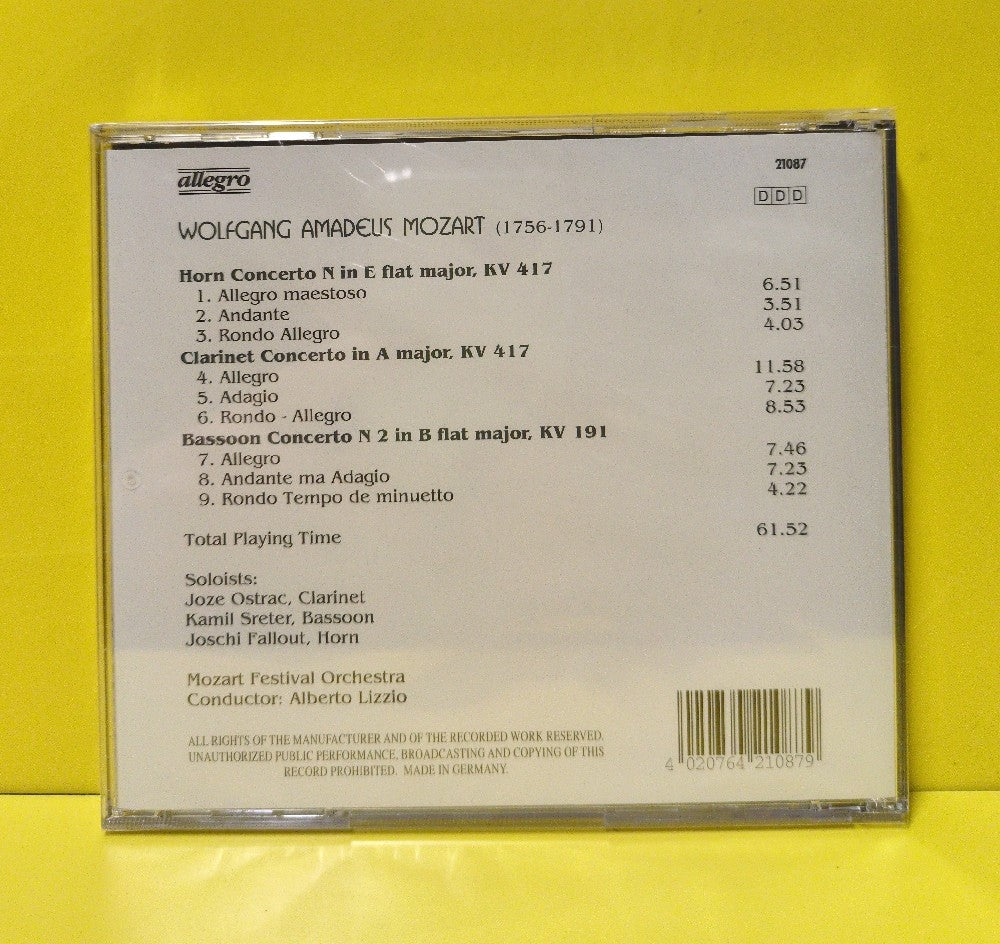 allegro
21087
DDD
WOLFGANG AMADEUS MOZART (1756-1791)
Horn Concerto N in E flat major, KV 417
1. Allegro maestoso 6.51
2. Andante 3.51
3. Rondo Allegro 4.03
Clarinet Concerto in A major, KV 417
4. Allegro 11.58
5. Adagio 7.23
6. Rondo - Allegro 8.53
Bassoon Concerto N 2 in B flat major, KV 191
7. Allegro 7.46
8. Andante ma Adagio 7.23
9. Rondo Tempo de minuetto 4.22
Total Playing Time 61.52
Soloists:
Joze Ostrac, Clarinet
Kamil Sreter, Bassoon
Joschi Fallout, Horn
Mozart Festival Orchestra
Conductor: Alberto Lizzio
ALL RIGHTS OF THE MANUFACTURER AND OF THE RECORDED WORK RESERVED.
UNAUTHORIZED PUBLIC PERFORMANCE, BROADCASTING AND COPYING OF THIS
RECORD PROHIBITED. MADE IN GERMANY.
4 020764 210879